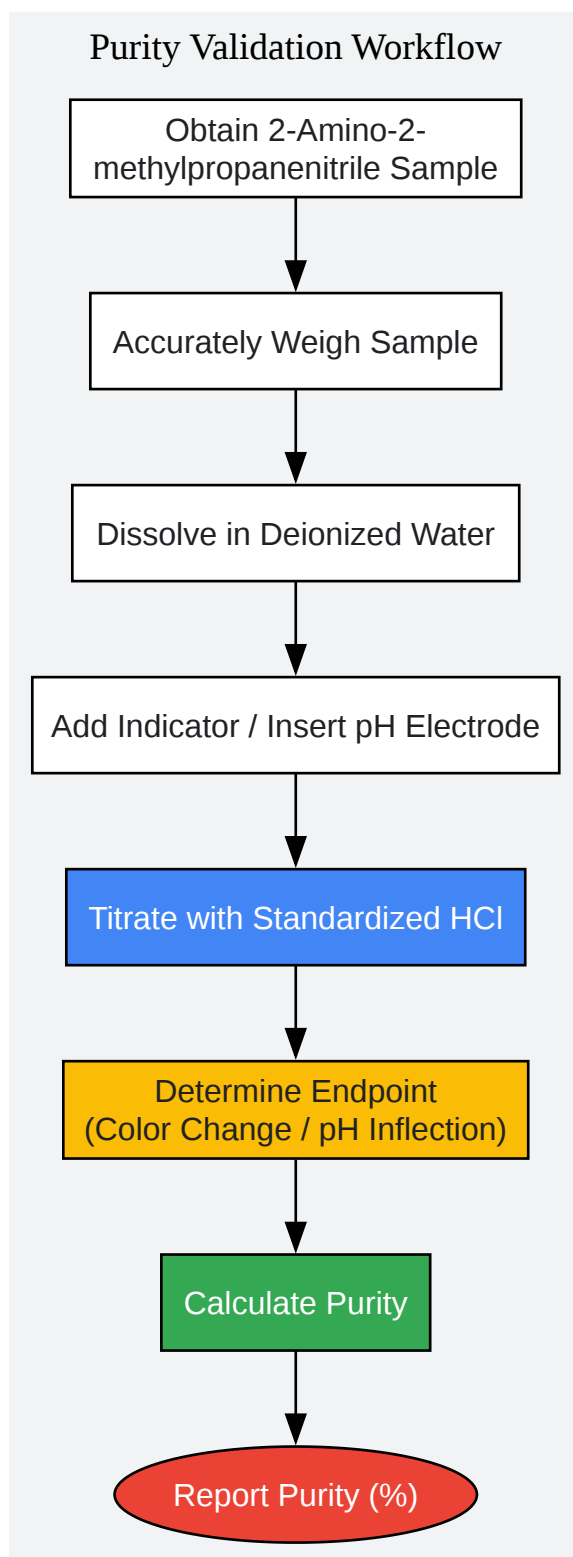 Purity Validation Workflow
Obtain 2-Amino-2-
methylpropanenitrile Sample
Accurately Weigh Sample
Dissolve in Deionized Water
Add Indicator / Insert pH Electrode
Titrate with Standardized HCl
Determine Endpoint
(Color Change / pH Inflection)
Calculate Purity
Report Purity (%)